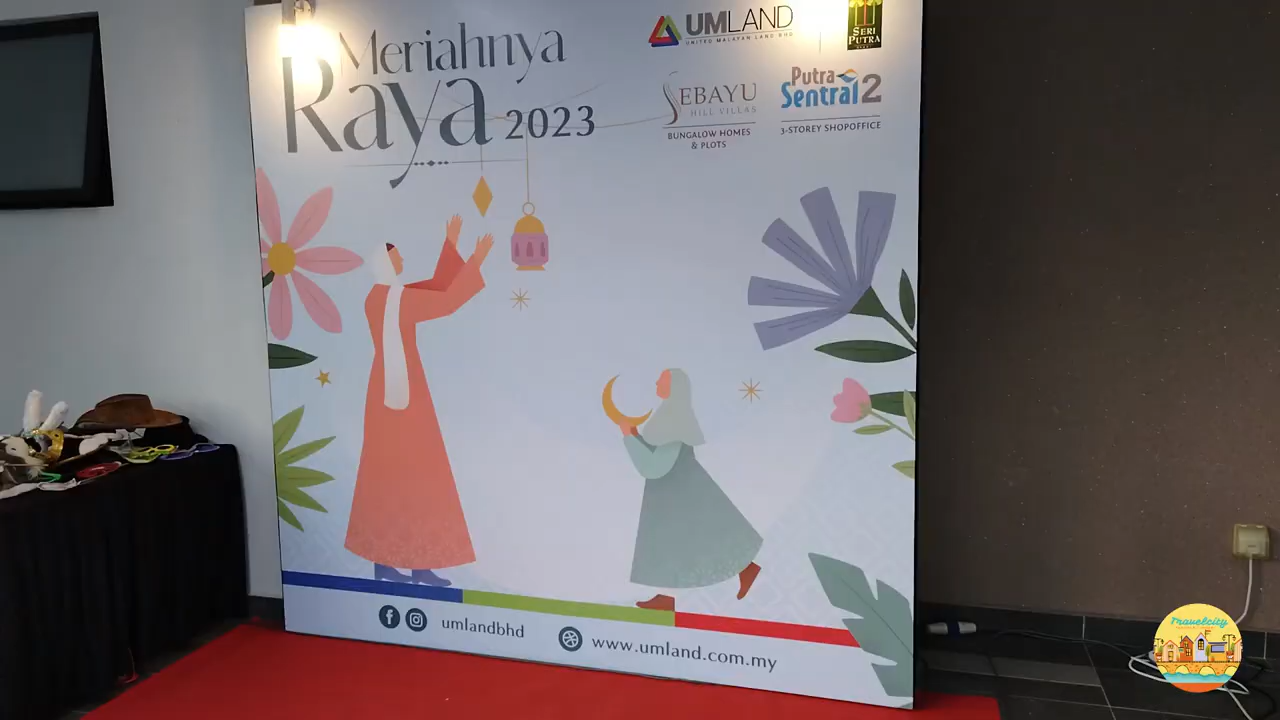 Meriahnya
Raya 2023
UMLAND
UNITED MALAYAN LAND BHD
SERI
PUTRA
SEBAYU
HILL VILLAS
BUNGALOW HOMES
& PLOTS
Putra
Sentral 2
3-STOREY SHOPOFFICE
umlandbhd
www.umland.com.my
Travelcity